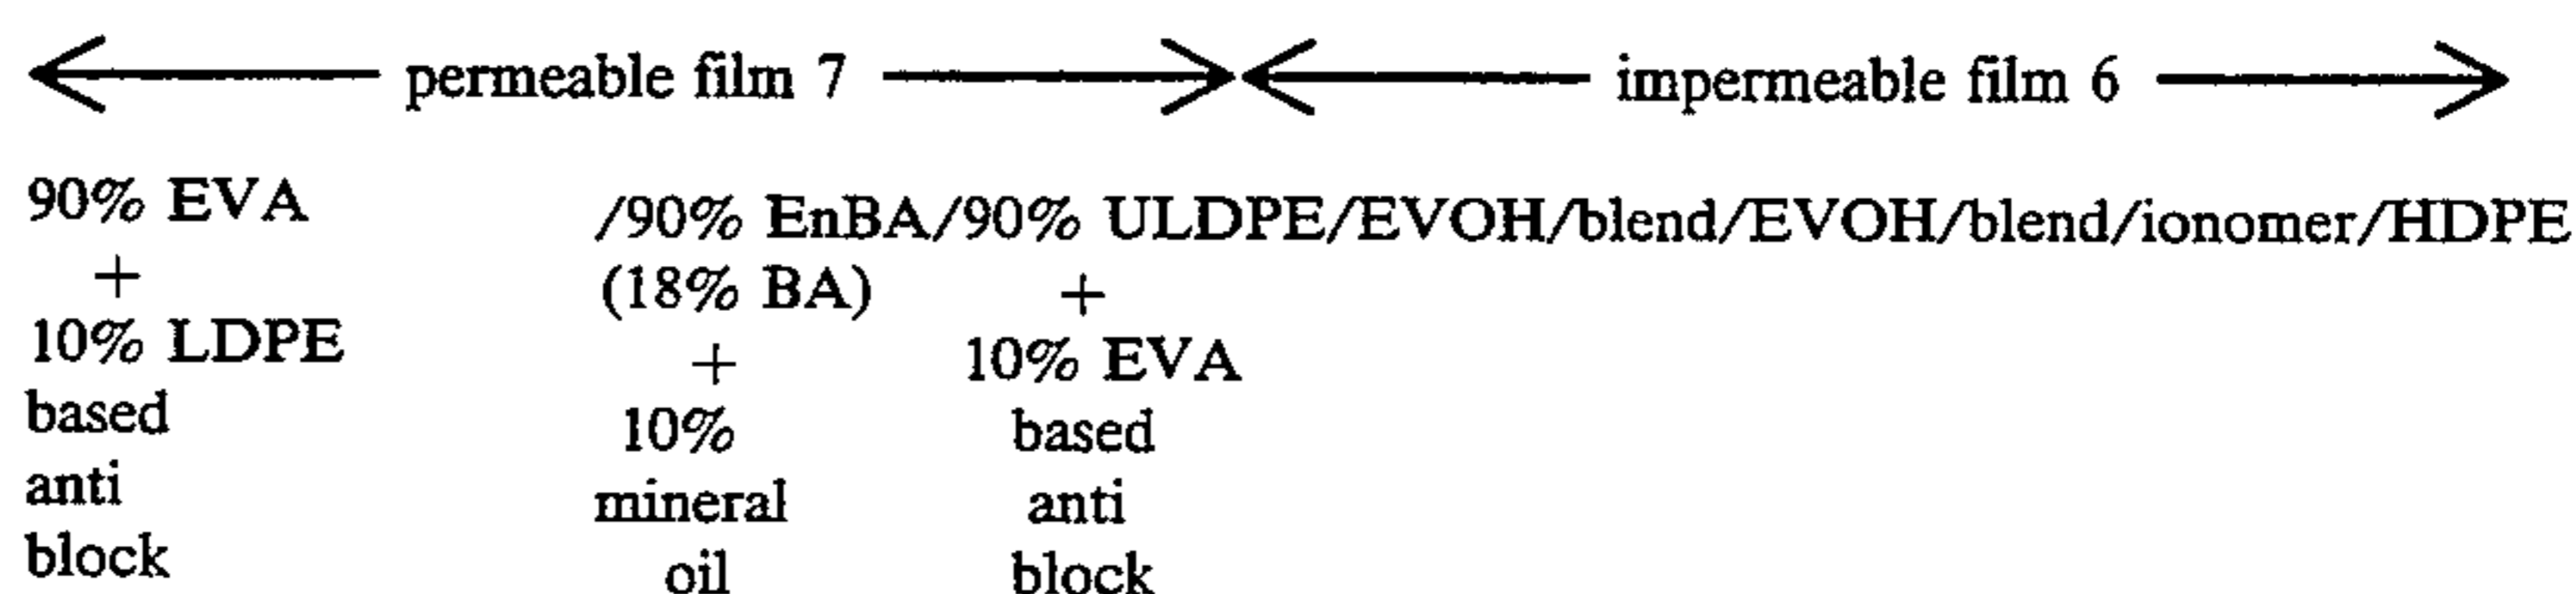 permeable film 7 impermeable film 6
90% EVA /90% EnBA/90% ULDPE/EVOH/blend/EVOH/blend/ionomer/HDPE
+ (18% BA) +
10% LDPE + 10% EVA
based 10% based
anti mineral anti
block oil block